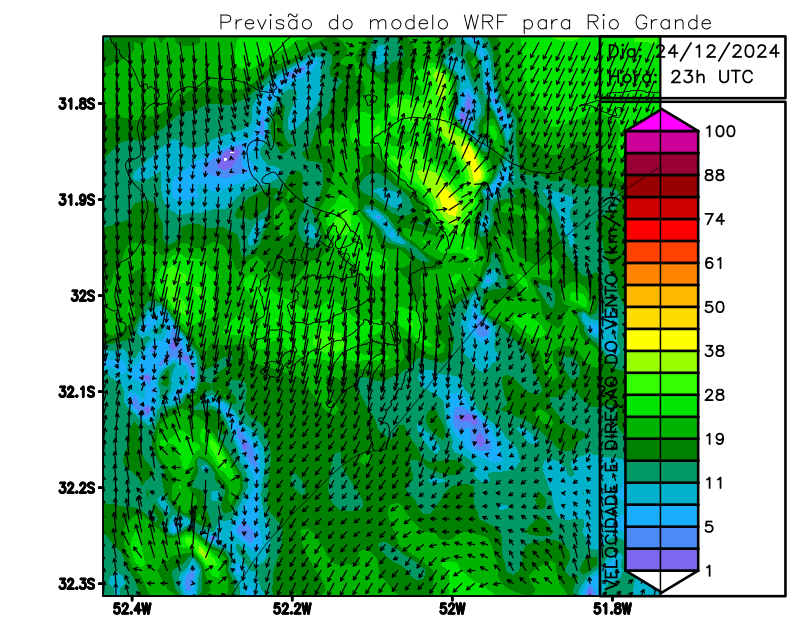 Previsão do modelo WRF para Rio Grande
Dia: 24/12/2024
Hora: 23h UTC
31.8S
31.9S
32S
32.1S
32.2S
32.3S
52.4W
52.2W
52W
51.8W
VELOCIDADE E DIREÇÃO DO VENTO (km/h)
100
88
74
61
50
38
28
19
11
5
1